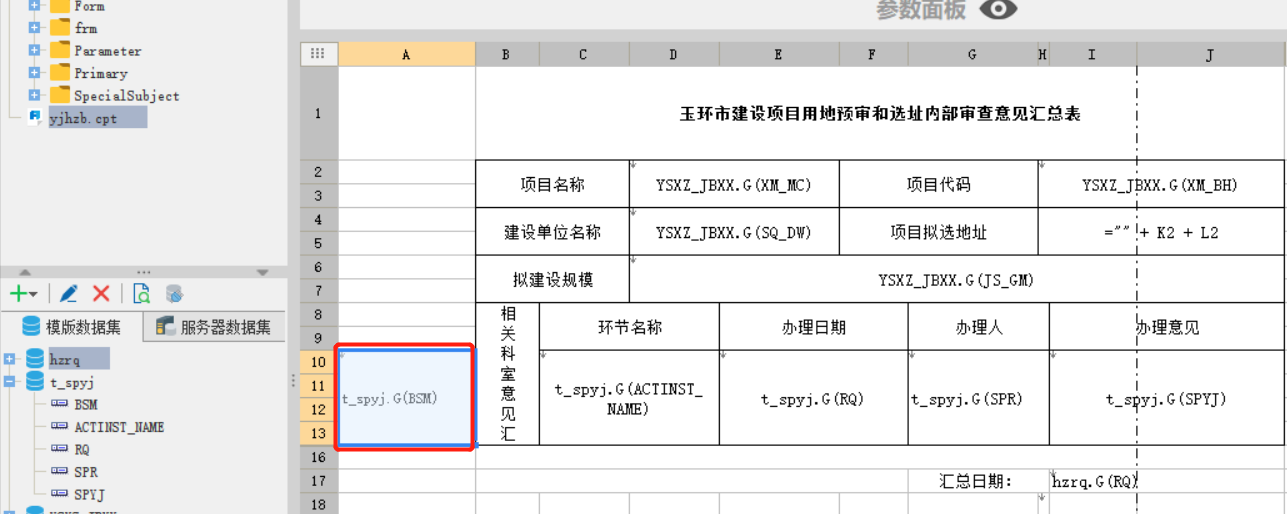 Form
frm
Parameter
Primary
SpecialSubject
yjhzb.cpt
模版数据集
服务器数据集
hzrq
t_spyj
BSM
ACTINST_NAME
RQ
SPR
SPYJ
参数面板
A B C D E F G H I J
1 玉环市建设项目用地预审和选址内部审查意见汇总表
2 项目名称 YSXZ_JBXX.G(XM_MC) 项目代码 YSXZ_JBXX.G(XM_BH)
3
4 建设单位名称 YSXZ_JBXX.G(SQ_DW) 项目拟选地址 ="" + K2 + L2
5
6 拟建设规模 YSXZ_JBXX.G(JS_GM)
7
8 相关科室意见汇 环节名称 办理日期 办理人 办理意见
9
10
11 t_spyj.G(BSM) t_spyj.G(ACTINST_
NAME) t_spyj.G(RQ) t_spyj.G(SPR) t_spyj.G(SPYJ)
12
13
16
17 汇总日期: hzrq.G(RQ)
18